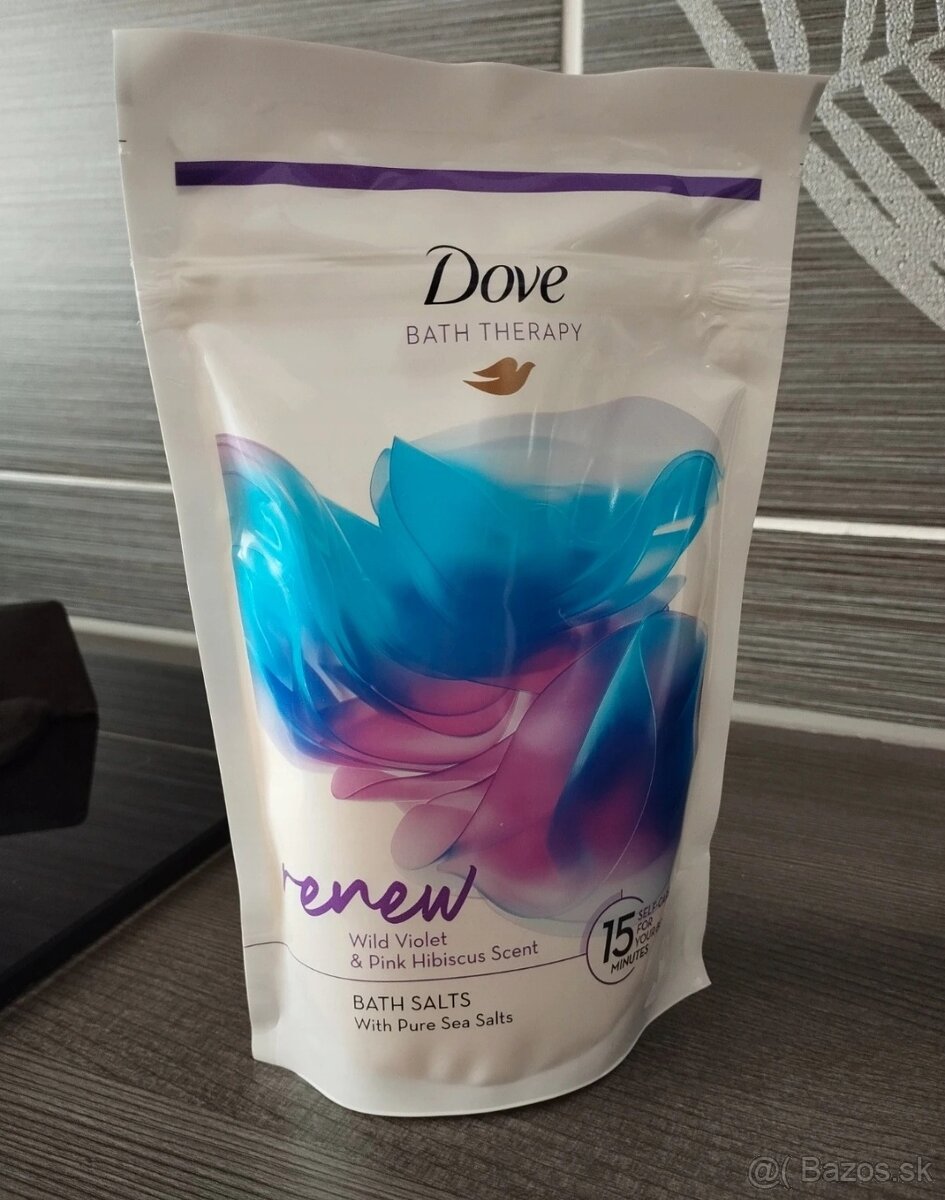 Dove
BATH THERAPY
renew
Wild Violet
& Pink Hibiscus Scent
BATH SALTS
With Pure Sea Salts
15
MINUTES
FOR
@( Bazos.sk